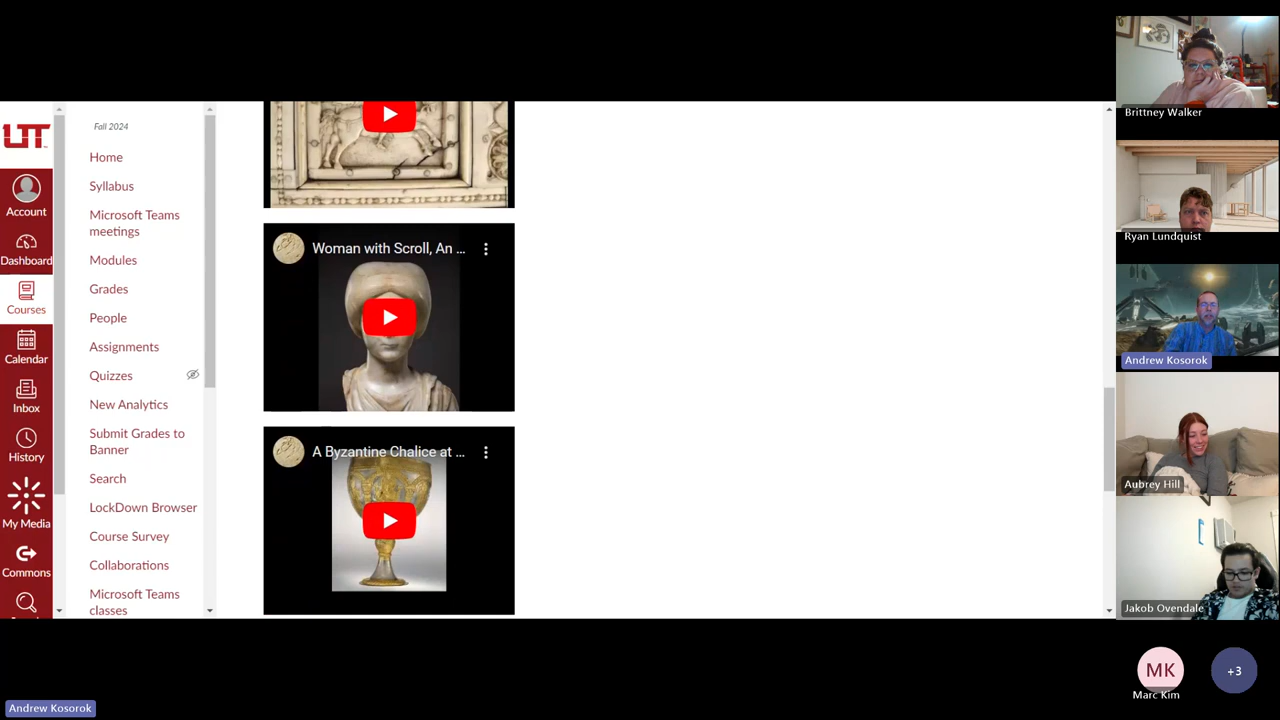 UT
Account
Dashboard
Courses
Calendar
Inbox
History
My Media
Commons
Fall 2024
Home
Syllabus
Microsoft Teams
meetings
Modules
Grades
People
Assignments
Quizzes
New Analytics
Submit Grades to
Banner
Search
LockDown Browser
Course Survey
Collaborations
Microsoft Teams
classes
Woman with Scroll, An ...
A Byzantine Chalice at ...
Brittney Walker
Ryan Lundquist
Andrew Kosorok
Aubrey Hill
Jakob Ovendale
MK
Marc Kim
+3
Andrew Kosorok